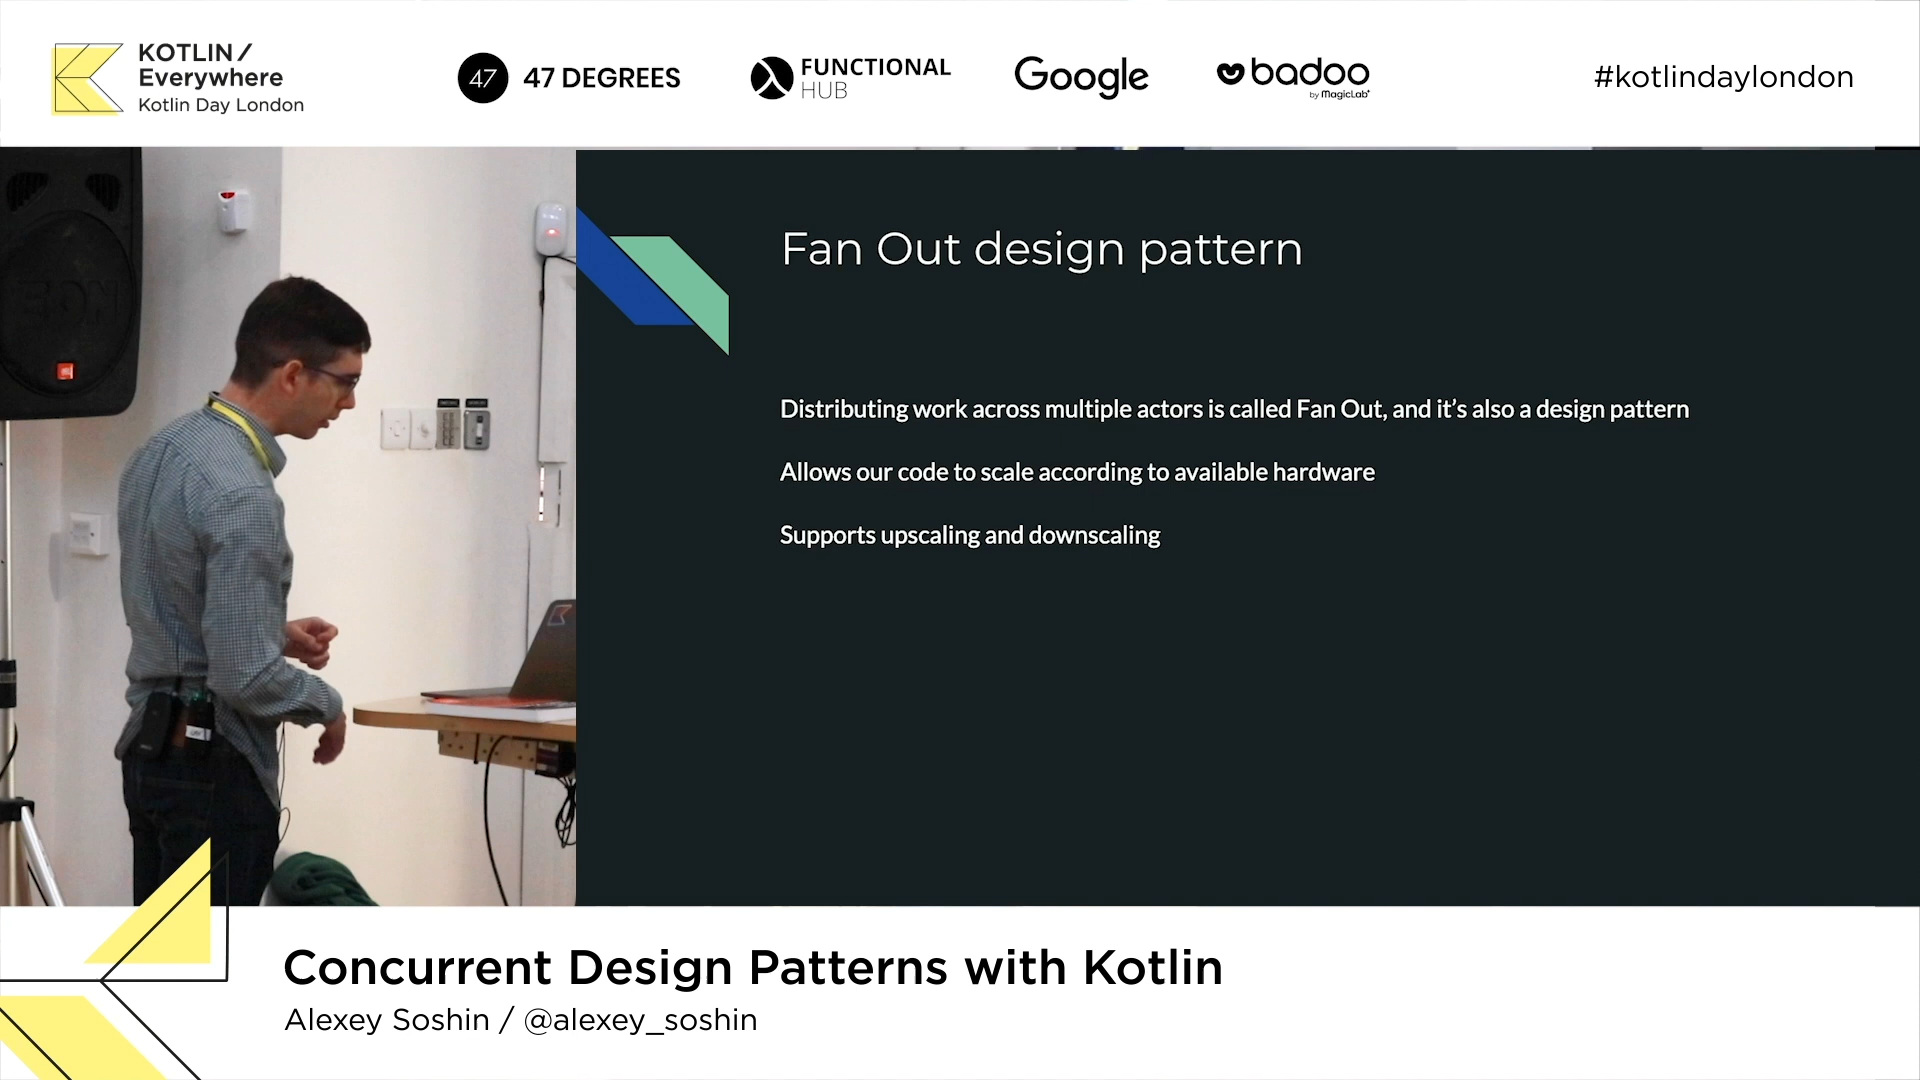 KOTLIN /
Everywhere
Kotlin Day London
47 47 DEGREES
FUNCTIONAL
HUB
Google
badoo
by MagicLab
#kotlindaylondon
Fan Out design pattern
Distributing work across multiple actors is called Fan Out, and it’s also a design pattern
Allows our code to scale according to available hardware
Supports upscaling and downscaling
Concurrent Design Patterns with Kotlin
Alexey Soshin / @alexey_soshin